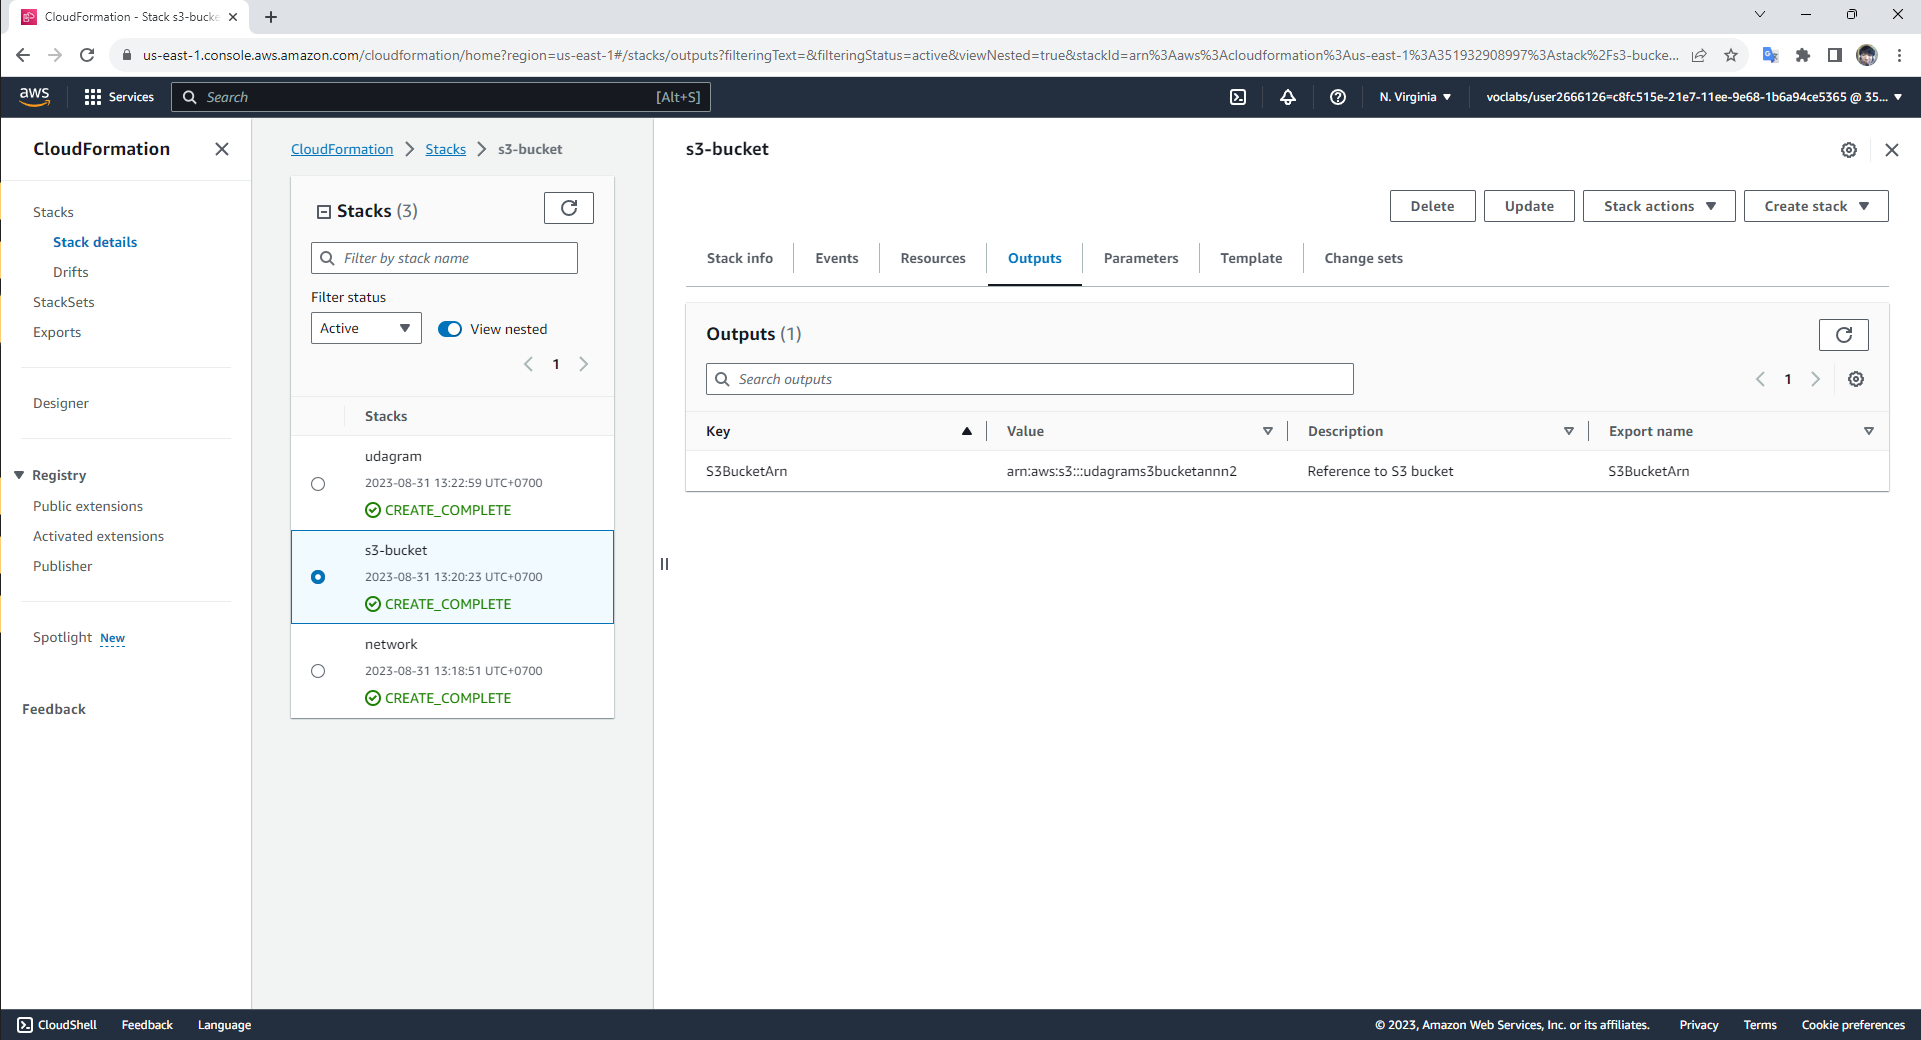 CloudFormation - Stack s3-bucke
us-east-1.console.aws.amazon.com/cloudformation/home?region=us-east-1#/stacks/outputs?filteringText=&filteringStatus=active&viewNested=true&stackId=arn%3Aaws%3Acloudformation%3Aus-east-1%3A351932908997%3Astack%2Fs3-bucke...
aws
Services
Search
[Alt+S]
N. Virginia
voclabs/user2666126=c8fc515e-21e7-11ee-9e68-1b6a94ce5365 @ 35...
CloudFormation
Stacks
Stack details
Drifts
StackSets
Exports
Designer
Registry
Public extensions
Activated extensions
Publisher
Spotlight New
Feedback
CloudFormation Stacks s3-bucket
Stacks (3)
Filter by stack name
Filter status
Active
View nested
1
Stacks
udagram
2023-08-31 13:22:59 UTC+0700
CREATE_COMPLETE
s3-bucket
2023-08-31 13:20:23 UTC+0700
CREATE_COMPLETE
network
2023-08-31 13:18:51 UTC+0700
CREATE_COMPLETE
s3-bucket
Delete Update Stack actions Create stack
Stack info Events Resources Outputs Parameters Template Change sets
Outputs (1)
Search outputs
1
Key Value Description Export name
S3BucketArn arn:aws:s3:::udagrams3bucketannn2 Reference to S3 bucket S3BucketArn
CloudShell Feedback Language
© 2023, Amazon Web Services, Inc. or its affiliates. Privacy Terms Cookie preferences